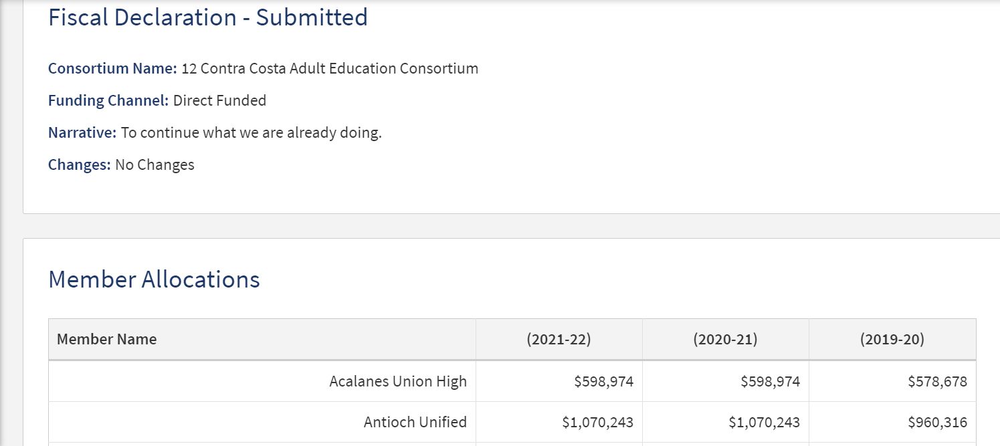 Fiscal Declaration - Submitted
Consortium Name: 12 Contra Costa Adult Education Consortium
Funding Channel: Direct Funded
Narrative: To continue what we are already doing.
Changes: No Changes
Member Allocations
Member Name (2021-22) (2020-21) (2019-20)
Acalanes Union High $598,974 $598,974 $578,678
Antioch Unified $1,070,243 $1,070,243 $960,316